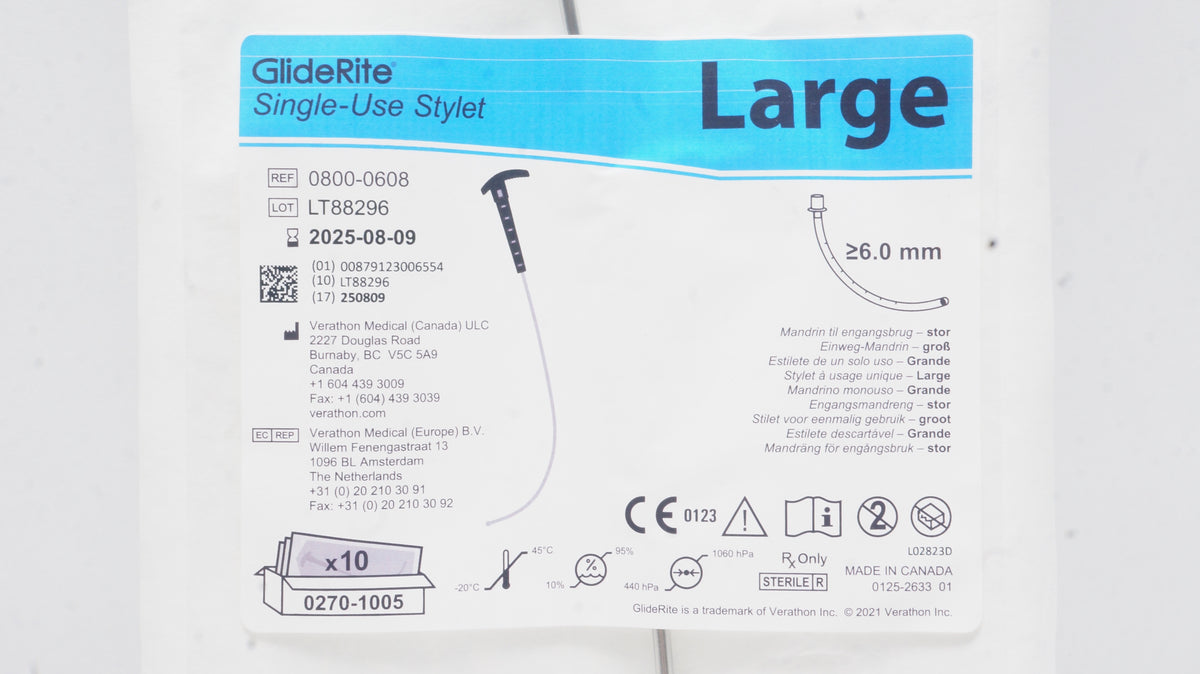 GlideRite®
Single-Use Stylet
Large
REF 0800-0608
LOT LT88296
2025-08-09
(01) 00879123006554
(10) LT88296
(17) 250809
Verathon Medical (Canada) ULC
2227 Douglas Road
Burnaby, BC V5C 5A9
Canada
+1 604 439 3009
Fax: +1 (604) 439 3039
verathon.com
EC REP Verathon Medical (Europe) B.V.
Willem Fenengastraat 13
1096 BL Amsterdam
The Netherlands
+31 (0) 20 210 30 91
Fax: +31 (0) 20 210 30 92
x10
0270-1005
≥6.0 mm
Mandrin til engangsbrug – stor
Einweg-Mandrin – groß
Estilete de un solo uso – Grande
Stylet à usage unique – Large
Mandrino monouso – Grande
Engangsmandreng – stor
Stilet voor eenmalig gebruik – groot
Estilete descartável – Grande
Mandräng för engångsbruk – stor
CE 0123
i
2
-20°C
45°C
10%
%
95%
440 hPa
1060 hPa
Rx Only
STERILE R
L02823D
MADE IN CANADA
0125-2633 01
GlideRite is a trademark of Verathon Inc. © 2021 Verathon Inc.